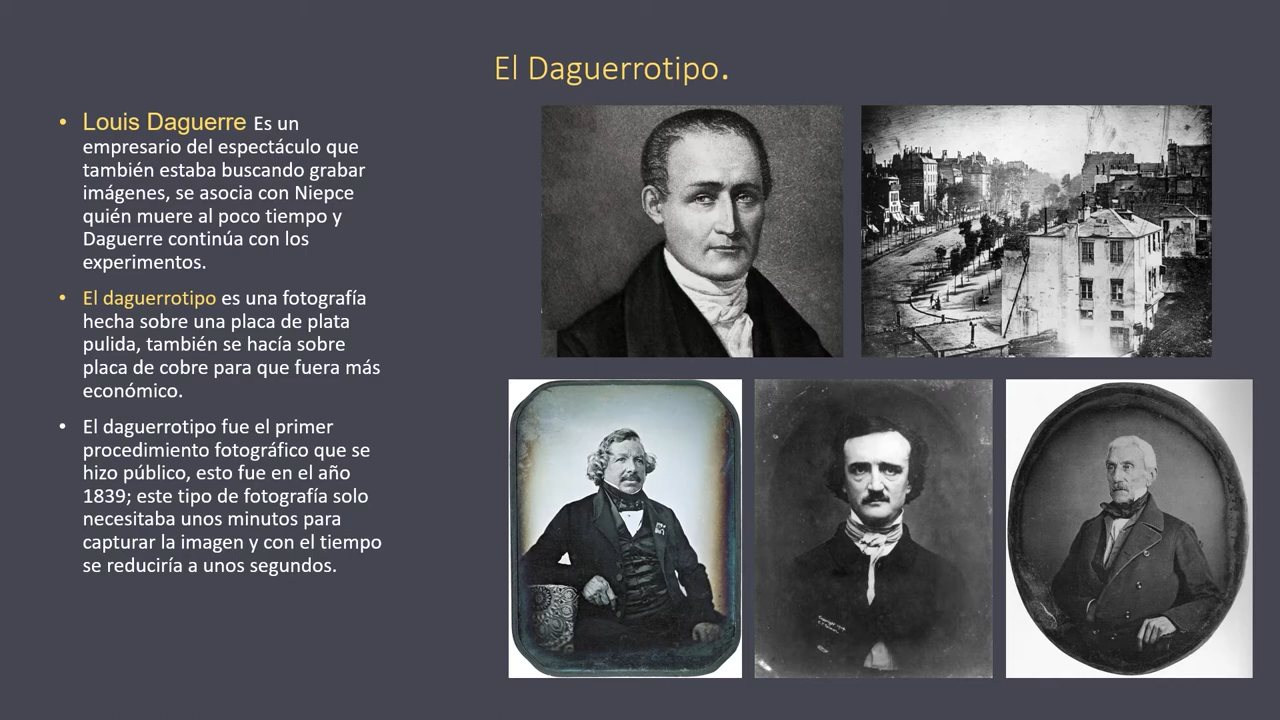 El Daguerrotipo.
• Louis Daguerre Es un
empresario del espectáculo que
también estaba buscando grabar
imágenes, se asocia con Niepce
quién muere al poco tiempo y
Daguerre continúa con los
experimentos.
• El daguerrotipo es una fotografía
hecha sobre una placa de plata
pulida, también se hacía sobre
placa de cobre para que fuera más
económico.
• El daguerrotipo fue el primer
procedimiento fotográfico que se
hizo público, esto fue en el año
1839; este tipo de fotografía solo
necesitaba unos minutos para
capturar la imagen y con el tiempo
se reduciría a unos segundos.